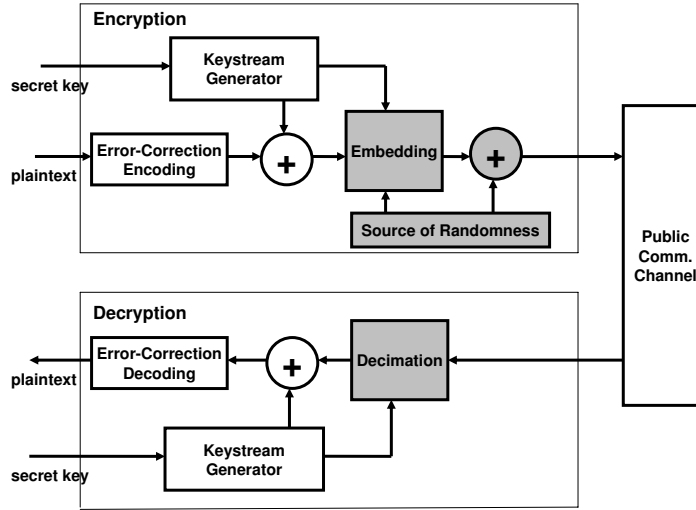 Encryption
Keystream
Generator
secret key
Error-Correction
Encoding
+
Embedding
+
plaintext
Source of Randomness
Public
Comm.
Channel
Decryption
Error-Correction
Decoding
+
Decimation
plaintext
Keystream
Generator
secret key